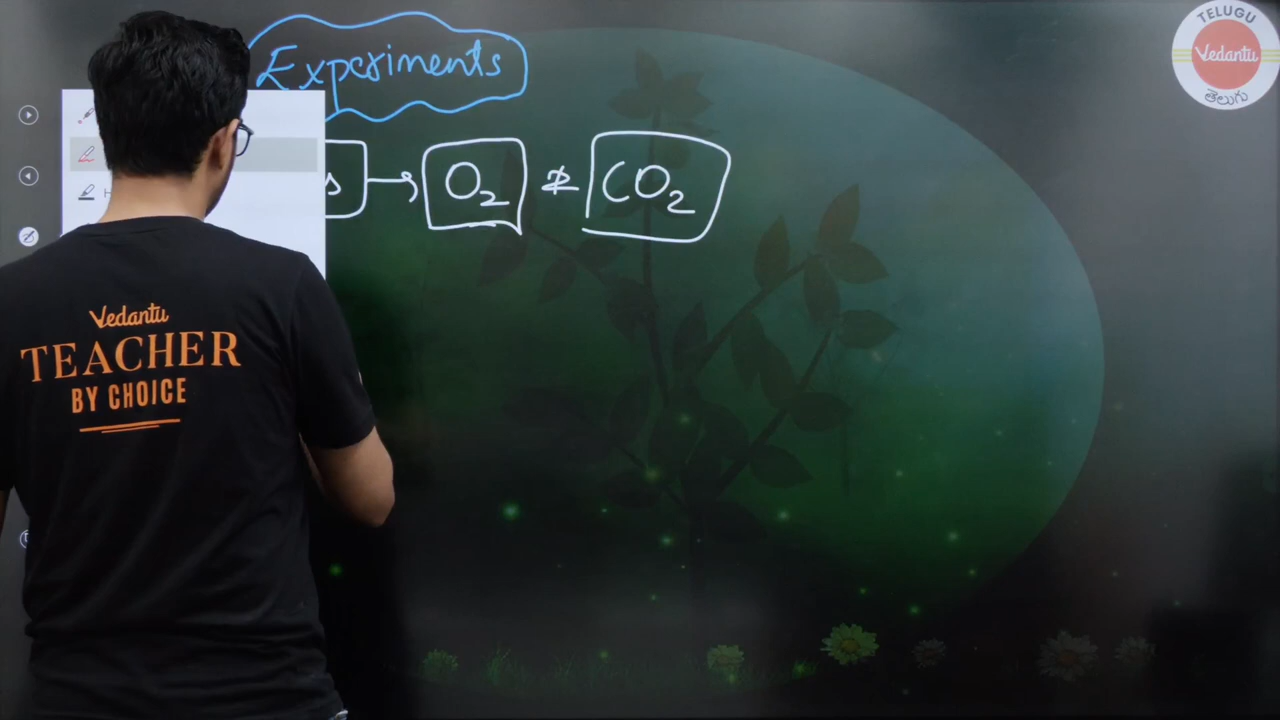 Experiments
s → O₂ & CO₂
TELUGU
Vedantu
తెలుగు
Vedantu
TEACHER
BY CHOICE